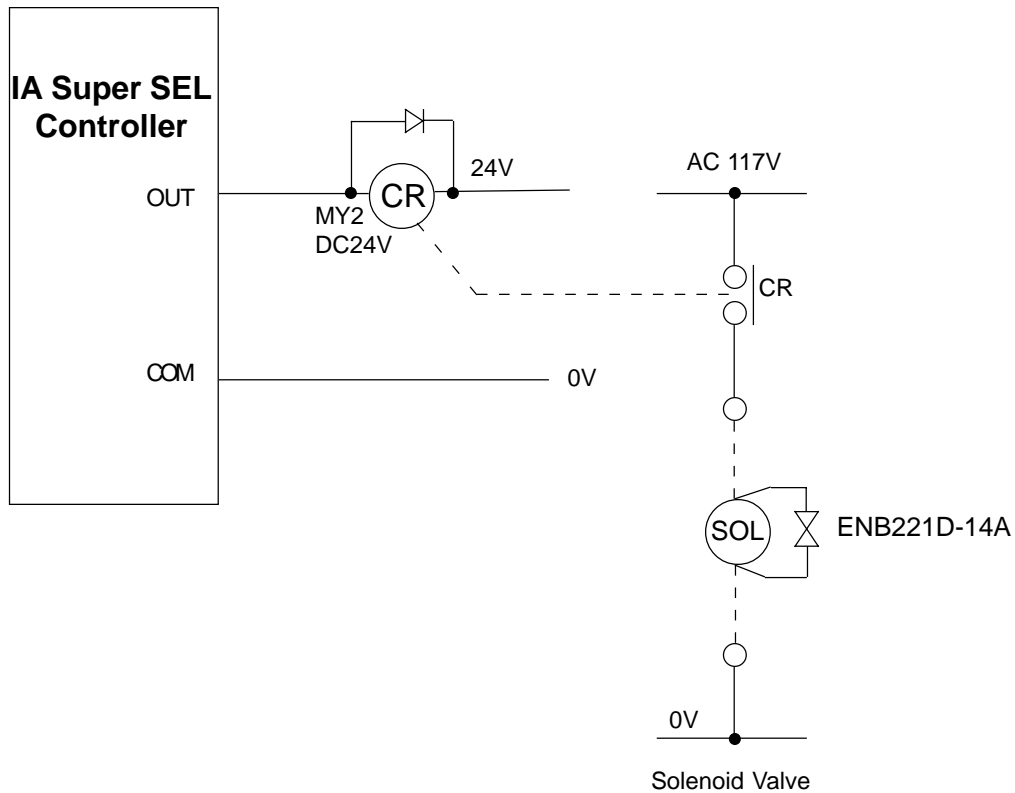 IA Super SEL
Controller
OUT
24V
AC 117V
CR
MY2
DC24V
CR
COM
0V
SOL
ENB221D-14A
0V
Solenoid Valve